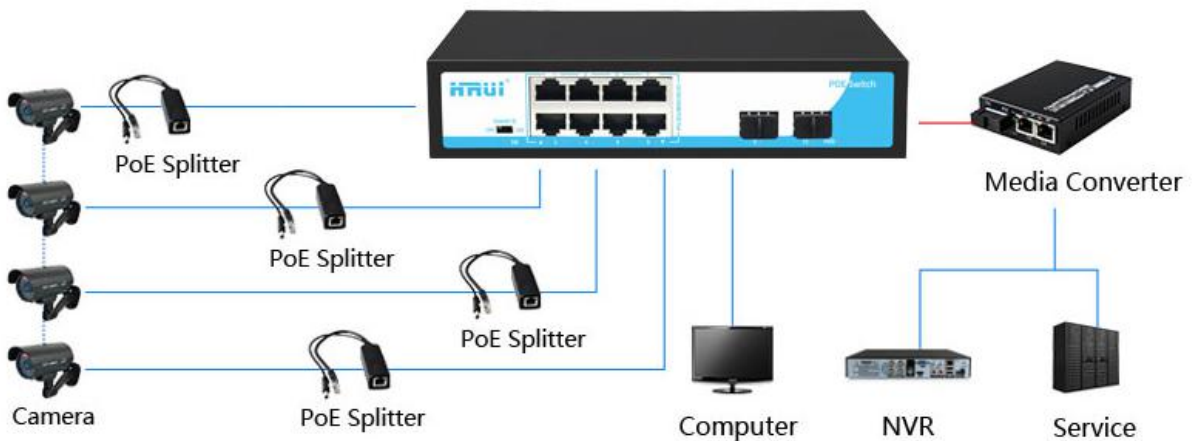 HRUI
POE Switch
PoE Splitter
Media Converter
PoE Splitter
PoE Splitter
PoE Splitter
Camera
Computer
NVR
Service